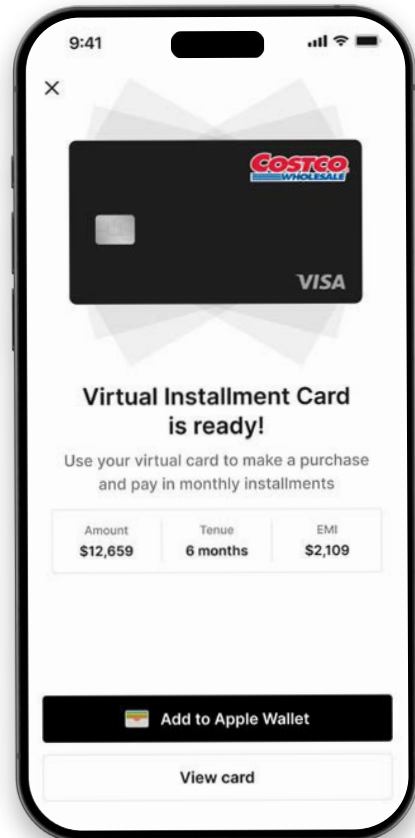 9:41
COSTCO
WHOLESALE
VISA
Virtual Installment Card
is ready!
Use your virtual card to make a purchase
and pay in monthly installments
Amount Tenue EMI
$12,659 6 months $2,109
Add to Apple Wallet
View card